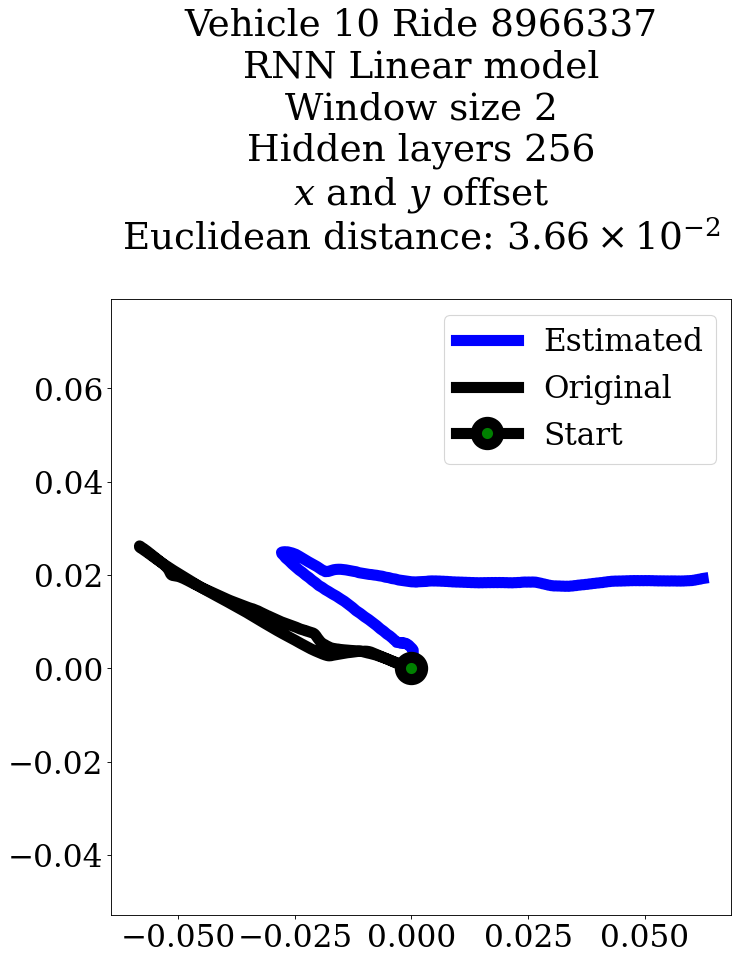 Vehicle 10 Ride 8966337
RNN Linear model
Window size 2
Hidden layers 256
x and y offset
Euclidean distance: 3.66 × 10⁻²
Estimated
Original
Start
0.06
0.04
0.02
0.00
−0.02
−0.04
−0.050 −0.025 0.000 0.025 0.050